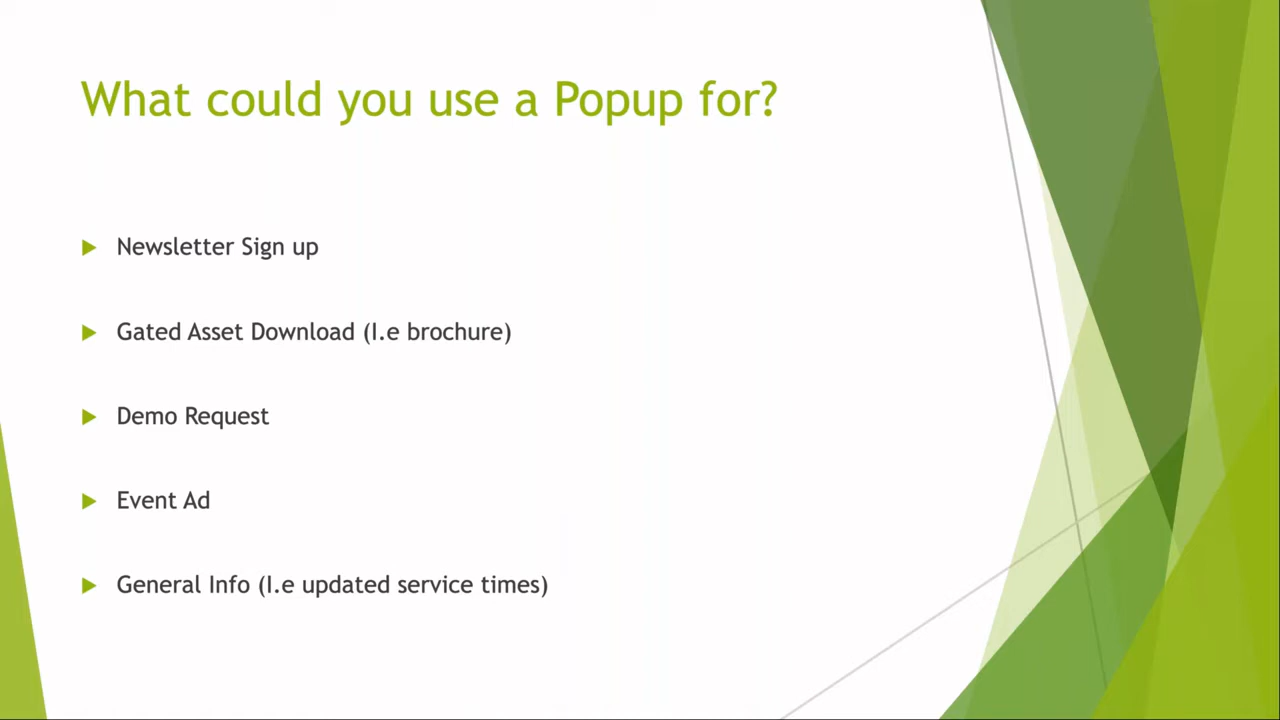 What could you use a Popup for?
Newsletter Sign up
Gated Asset Download (I.e brochure)
Demo Request
Event Ad
General Info (I.e updated service times)